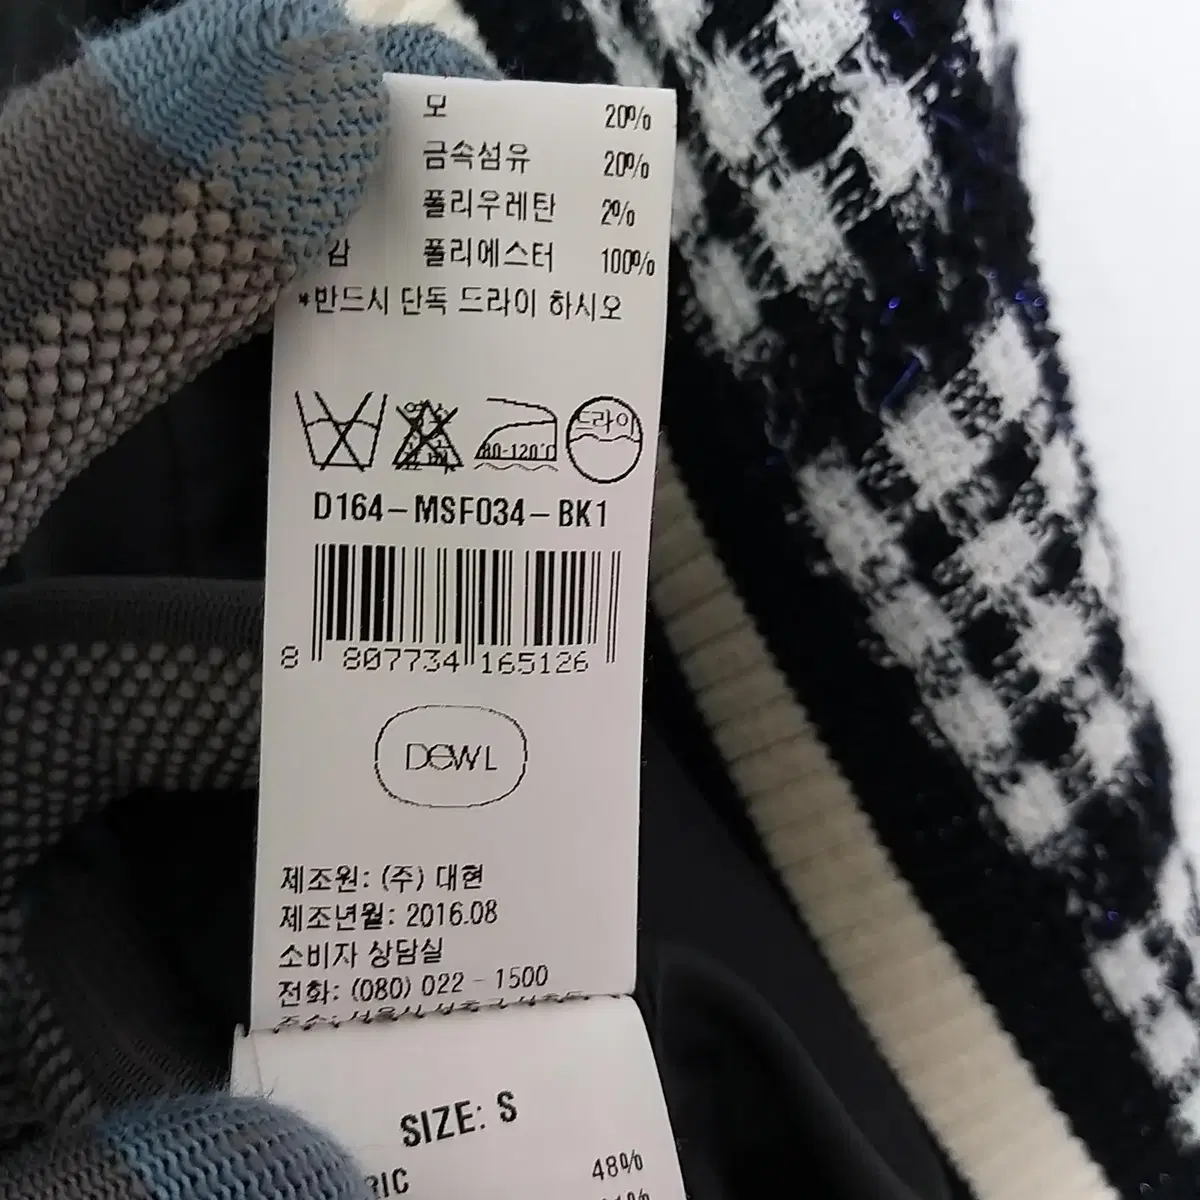 모 20%
금속섬유 20%
폴리우레탄 2%
감 폴리에스터 100%
*반드시 단독 드라이 하시오
80-120℃ 드라이
D164-MSF034-BK1
8 807734 165126
DEWL
제조원: (주) 대현
제조년월: 2016.08
소비자 상담실
전화: (080) 022-1500
SIZE: S
RIC 48%